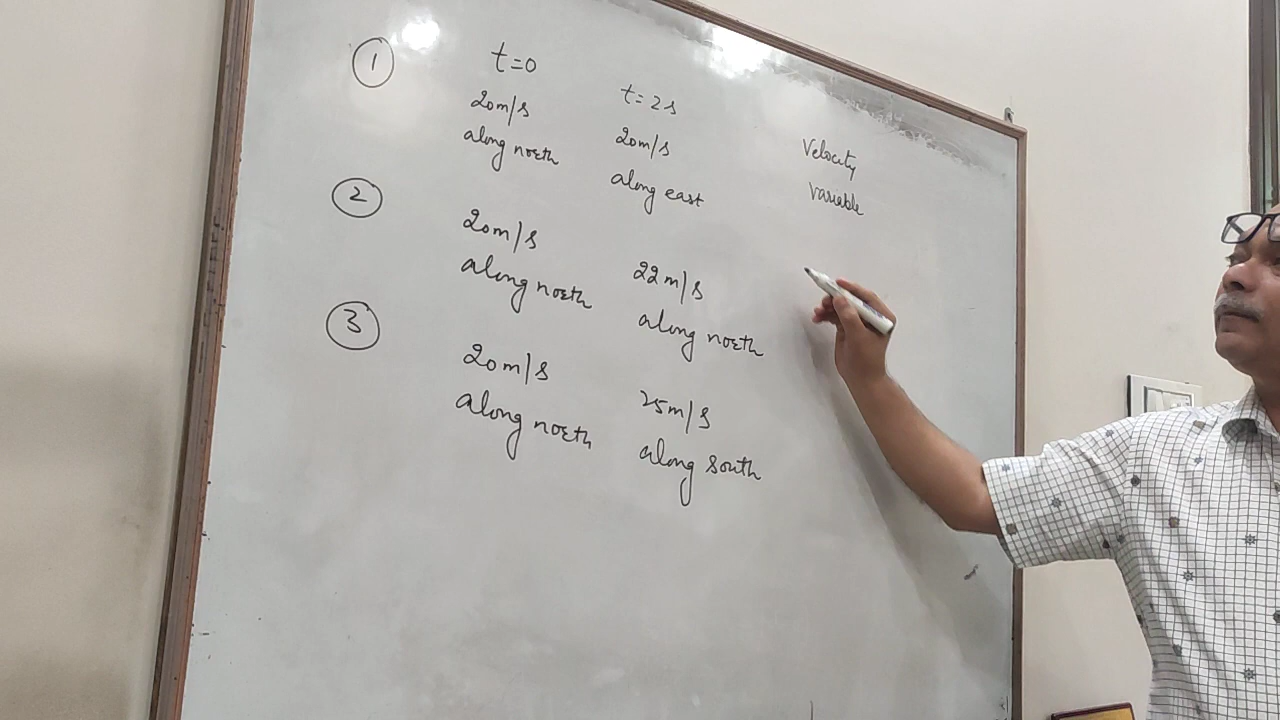 1
t=0
t=2s
20m/s
along north
20m/s
along east
Velocity
Variable
2
20m/s
along north
22m/s
along north
3
20m/s
along north
25m/s
along south